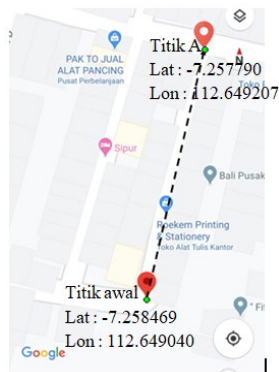 Titik A
Lat : -7.257790
Lon : 112.649207
N
PAK TO JUAL
ALAT PANCING
Pusat Perbelanjaan
Sipur
Bali Pusak
Roekem Printing
& Stationery
Toko Alat Tulis Kantor
Titik awal
Lat : -7.258469
Lon : 112.649040
Google